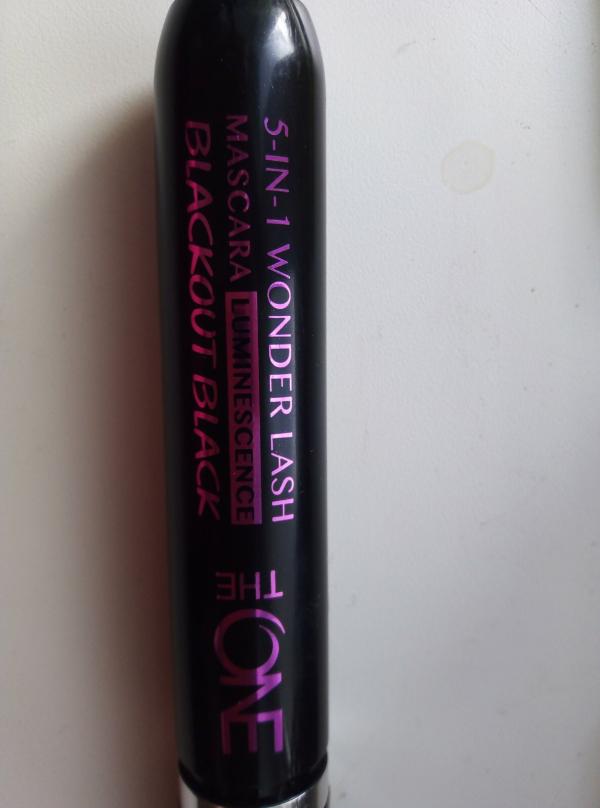 5-IN-1 WONDER LASH
MASCARA LUMINESCENCE
BLACKOUT BLACK
THE
ONE